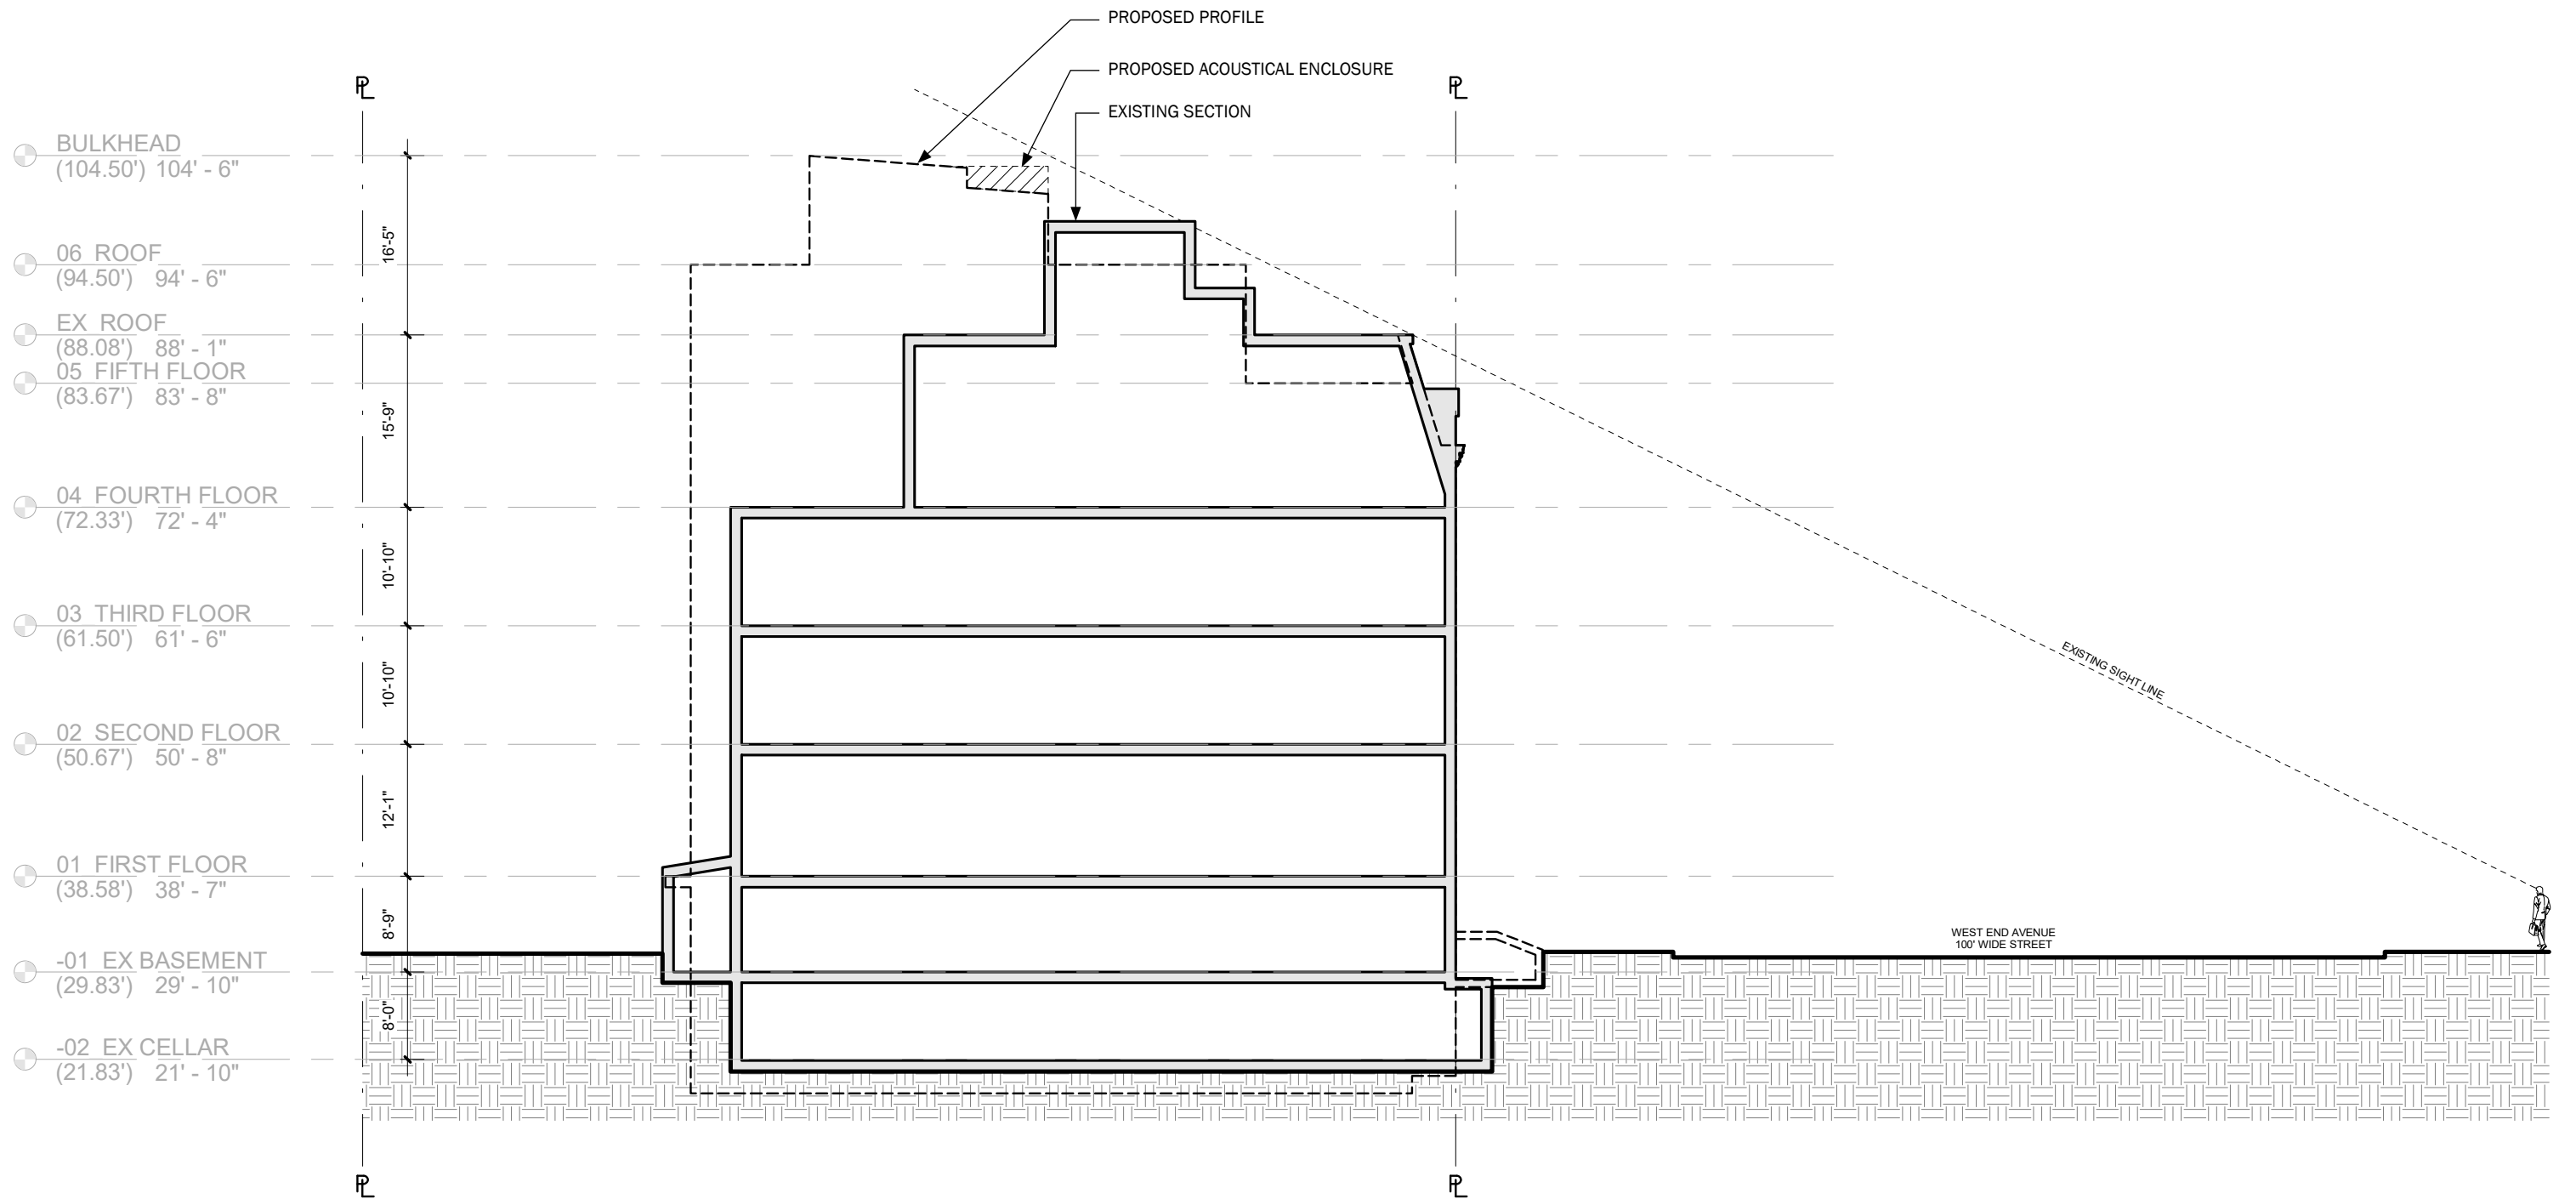 PROPOSED PROFILE
PROPOSED ACOUSTICAL ENCLOSURE
EXISTING SECTION
PL
PL
BULKHEAD
(104.50') 104' - 6"
16'-5"
06 ROOF
(94.50') 94' - 6"
EX ROOF
(88.08') 88' - 1"
05 FIFTH FLOOR
(83.67') 83' - 8"
15'-9"
04 FOURTH FLOOR
(72.33') 72' - 4"
10'-10"
03 THIRD FLOOR
(61.50') 61' - 6"
10'-10"
02 SECOND FLOOR
(50.67') 50' - 8"
12'-1"
01 FIRST FLOOR
(38.58') 38' - 7"
8'-9"
-01 EX BASEMENT
(29.83') 29' - 10"
8'-0"
-02 EX CELLAR
(21.83') 21' - 10"
EXISTING SIGHT LINE
WEST END AVENUE
100' WIDE STREET
PL
PL